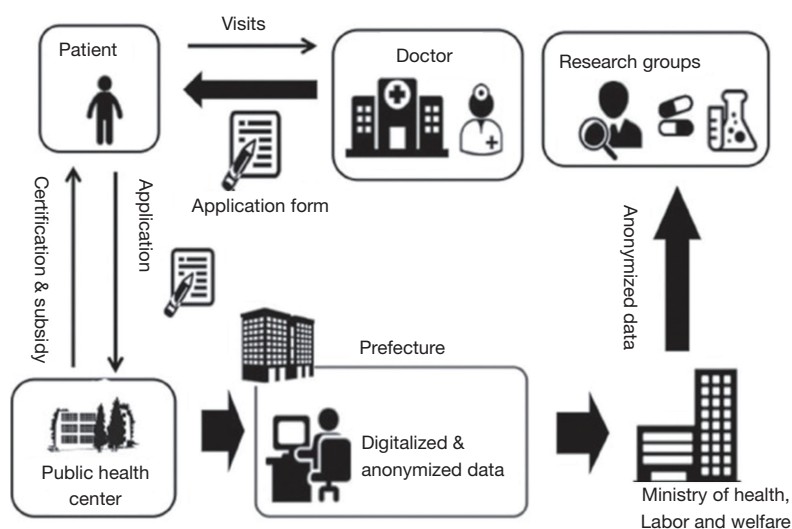 Visits
Patient
Doctor
Research groups
Application form
Certification & subsidy
Application
Anonymized data
Prefecture
Digitalized &
anonymized data
Public health
center
Ministry of health,
Labor and welfare